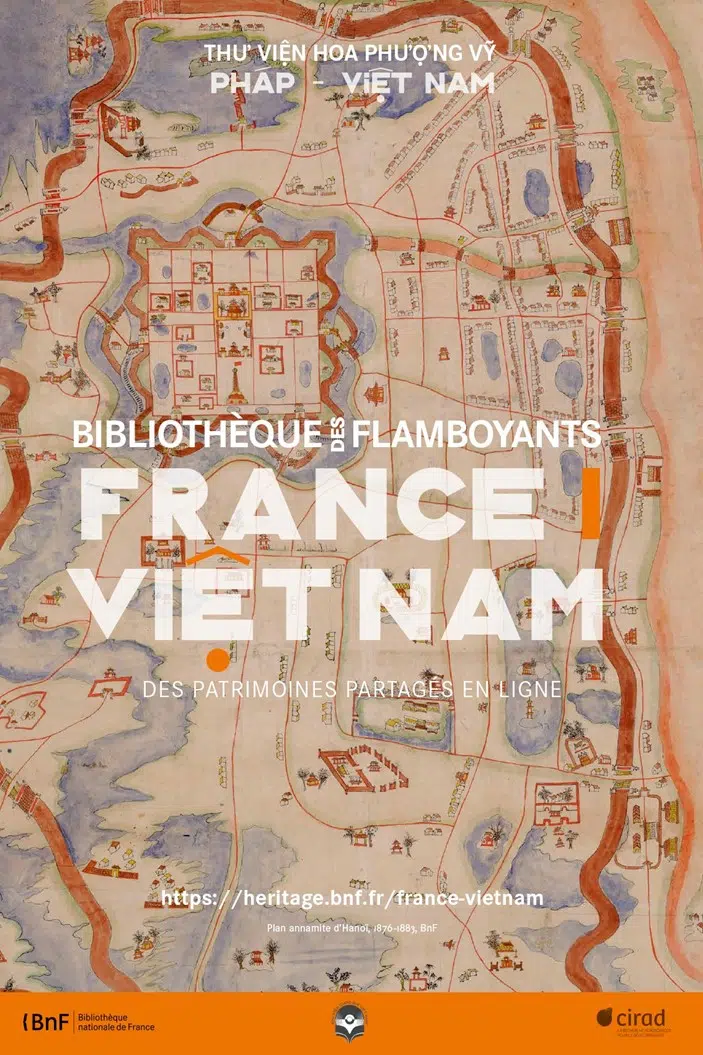 THƯ VIỆN HOA PHƯỢNG VỸ
PHÁP - VIỆT NAM
BIBLIOTHÈQUE DES FLAMBOYANTS
FRANCE
VIỆT NAM
DES PATRIMOINES PARTAGÉS EN LIGNE
https://heritage.bnf.fr/france-vietnam
Plan annamite d'Hanoï, 1876-1883, BnF
BnF
Bibliothèque
nationale de France
cirad